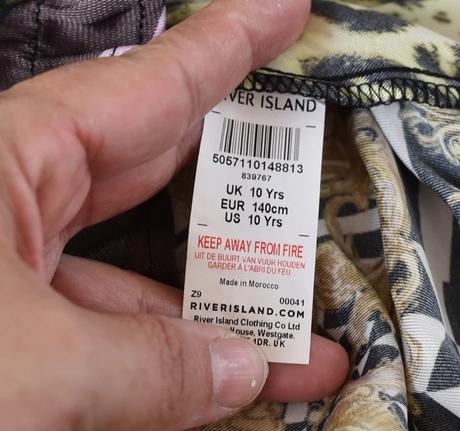 RIVER ISLAND
5057110148813
839767
UK 10 Yrs
EUR 140cm
US 10 Yrs
KEEP AWAY FROM FIRE
UIT DE BUURT VAN VUUR HOUDEN
GARDER À L'ABRI DU FEU
Made in Morocco
Z9 00041
RIVERISLAND.COM
River Island Clothing Co Ltd
House, Westgate,
1DR. UK